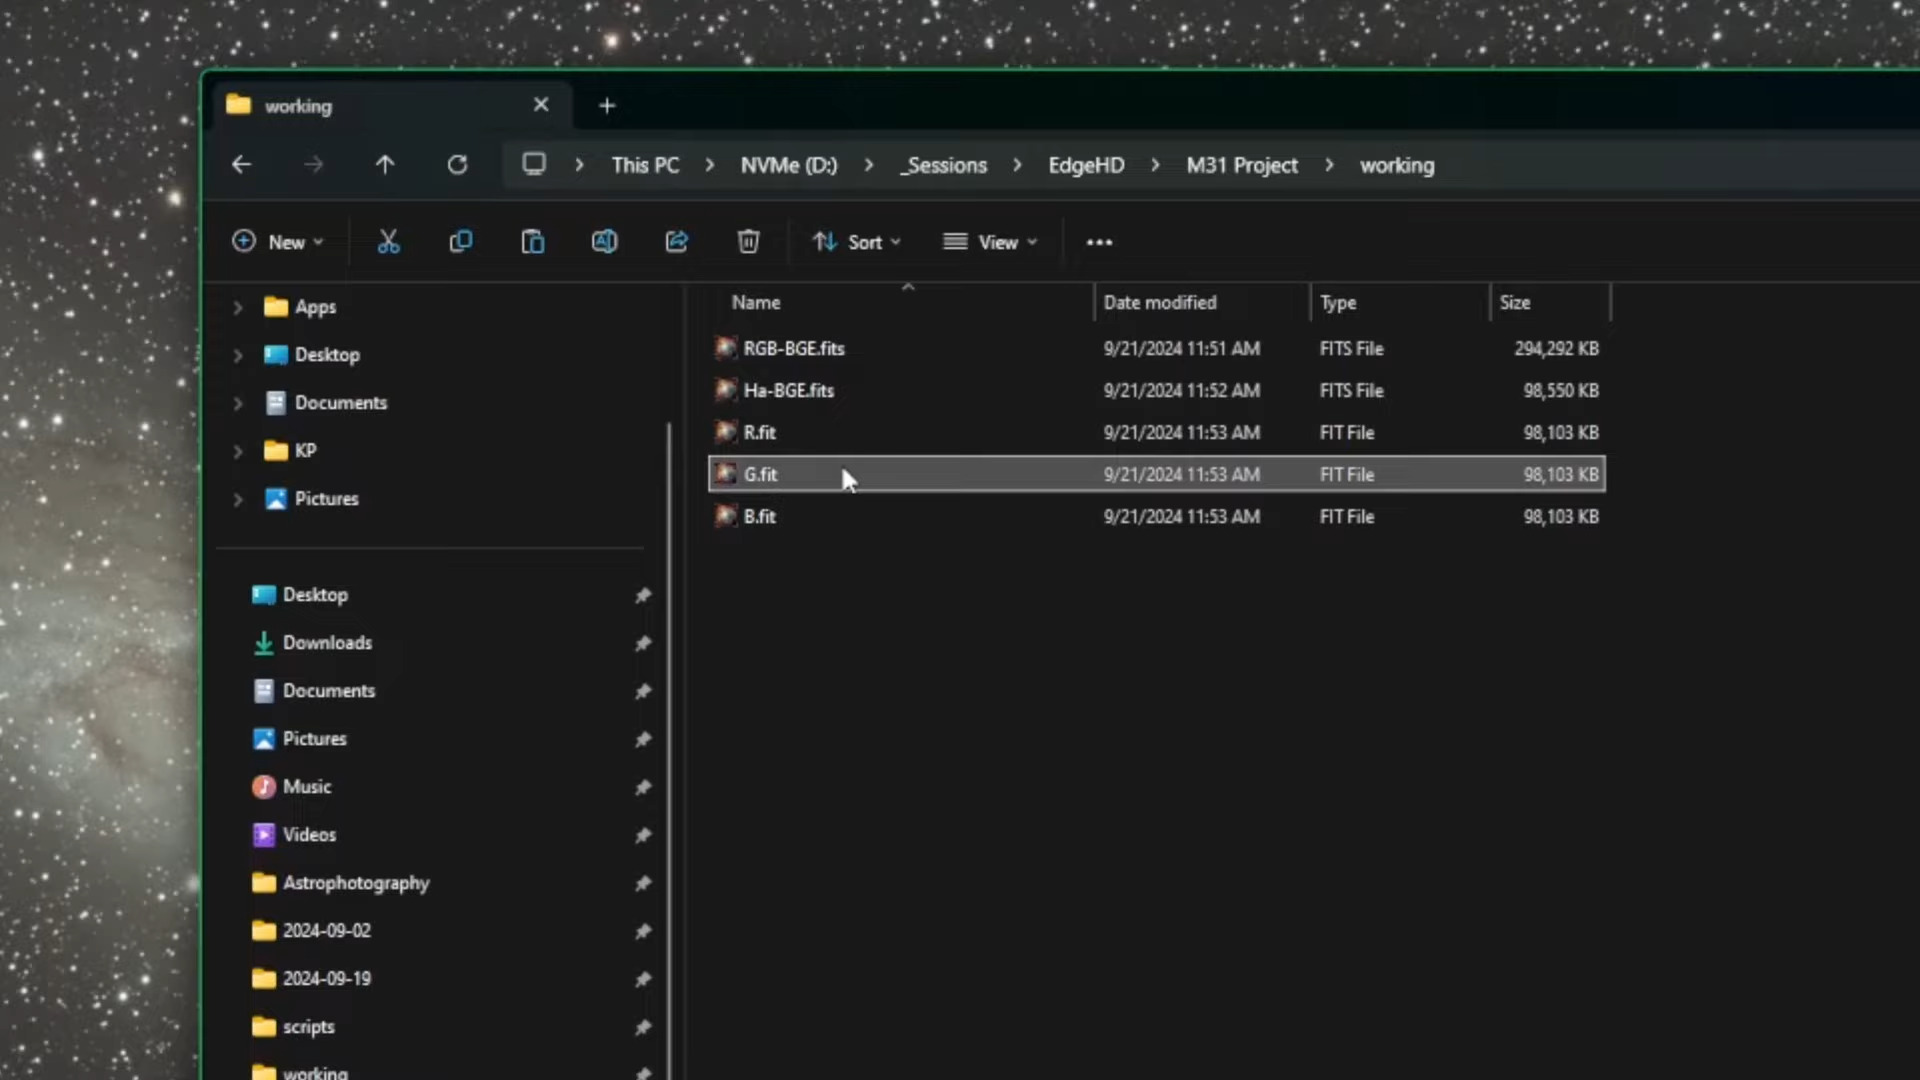 working
This PC > NVMe (D:) > _Sessions > EdgeHD > M31 Project > working
New
Sort
View
Apps
Desktop
Documents
KP
Pictures
Desktop
Downloads
Documents
Pictures
Music
Videos
Astrophotography
2024-09-02
2024-09-19
scripts
working
Name Date modified Type Size
RGB-BGE.fits 9/21/2024 11:51 AM FITS File 294,292 KB
Ha-BGE.fits 9/21/2024 11:52 AM FITS File 98,550 KB
R.fit 9/21/2024 11:53 AM FIT File 98,103 KB
G.fit 9/21/2024 11:53 AM FIT File 98,103 KB
B.fit 9/21/2024 11:53 AM FIT File 98,103 KB